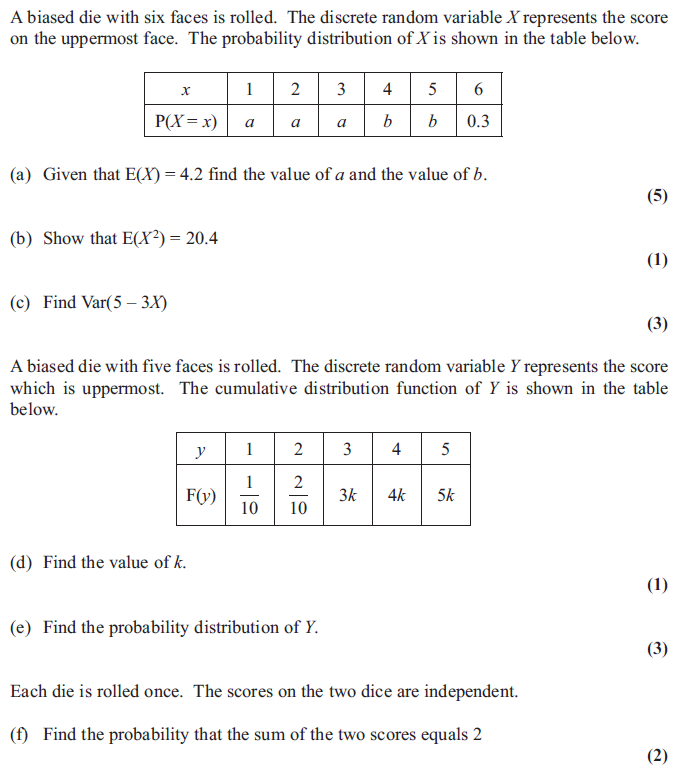 A biased die with six faces is rolled. The discrete random variable X represents the score
on the uppermost face. The probability distribution of X is shown in the table below.
x 1 2 3 4 5 6
P(X = x) a a a b b 0.3
(a) Given that E(X) = 4.2 find the value of a and the value of b.
(5)
(b) Show that E(X²) = 20.4
(1)
(c) Find Var(5 – 3X)
(3)
A biased die with five faces is rolled. The discrete random variable Y represents the score
which is uppermost. The cumulative distribution function of Y is shown in the table
below.
y 1 2 3 4 5
F(y) 1/10 2/10 3k 4k 5k
(d) Find the value of k.
(1)
(e) Find the probability distribution of Y.
(3)
Each die is rolled once. The scores on the two dice are independent.
(f) Find the probability that the sum of the two scores equals 2
(2)